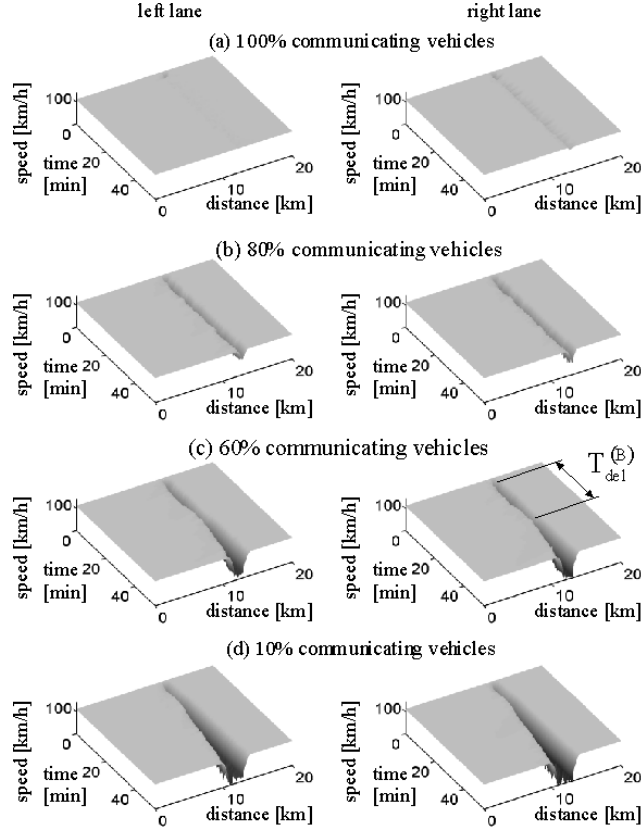 left lane right lane
(a) 100% communicating vehicles
speed [km/h] 100 0 time 20 [min] 40 0 10 distance [km] 20
speed [km/h] 100 0 time 20 [min] 40 0 10 distance [km] 20
(b) 80% communicating vehicles
speed [km/h] 100 0 time 20 [min] 40 0 10 distance [km] 20
speed [km/h] 100 0 time 20 [min] 40 0 10 distance [km] 20
(c) 60% communicating vehicles
T del (B)
speed [km/h] 100 0 time 20 [min] 40 0 10 distance [km] 20
speed [km/h] 100 0 time 20 [min] 40 0 10 distance [km] 20
(d) 10% communicating vehicles
speed [km/h] 100 0 time 20 [min] 40 0 10 distance [km] 20
speed [km/h] 100 0 time 20 [min] 40 0 10 distance [km] 20